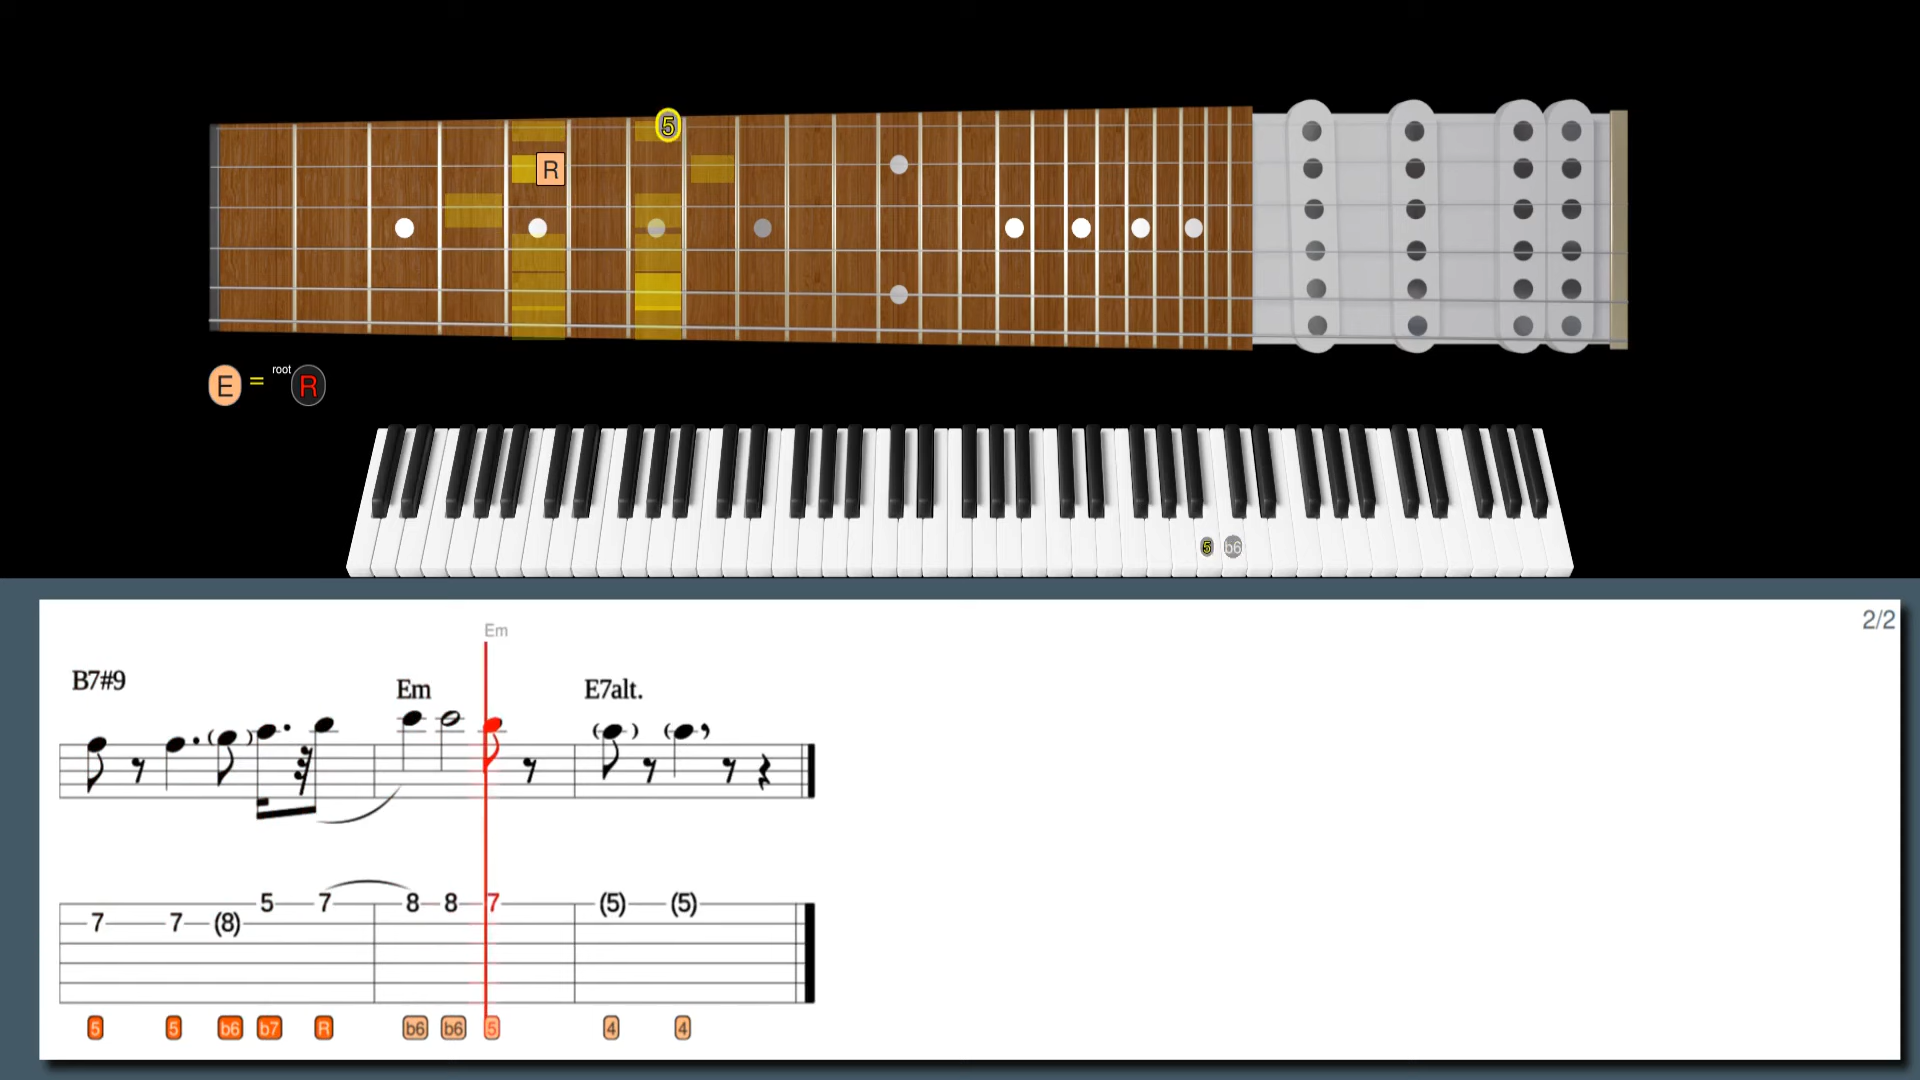 5
R
E = root R
5 b6
2/2
Em
B7#9 Em E7alt.
5 7 8 8 7 (5) (5)
7 7 (8)
5 5 b6 b7 R b6 b6 5 4 4